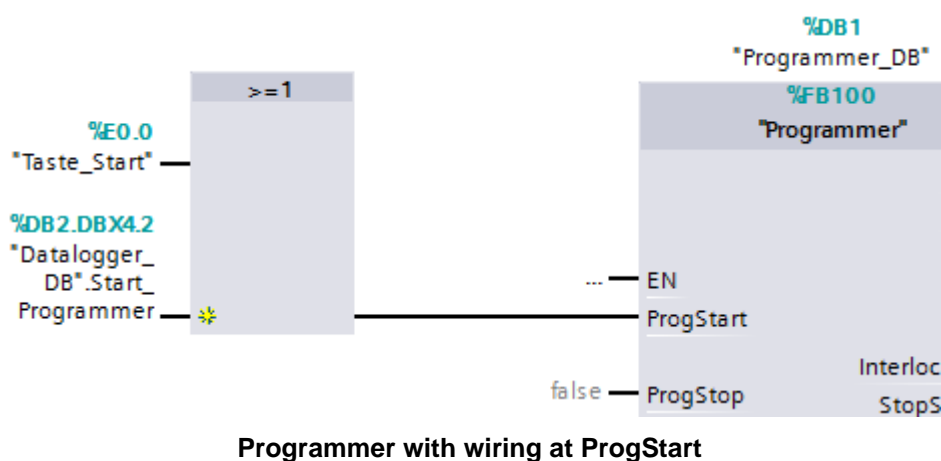 >=1
%E0.0
"Taste_Start"
%DB2.DBX4.2
"Datalogger_
DB".Start_
Programmer
%DB1
"Programmer_DB"
%FB100
"Programmer"
... EN
ProgStart
false ProgStop
Interloc
StopS
Programmer with wiring at ProgStart